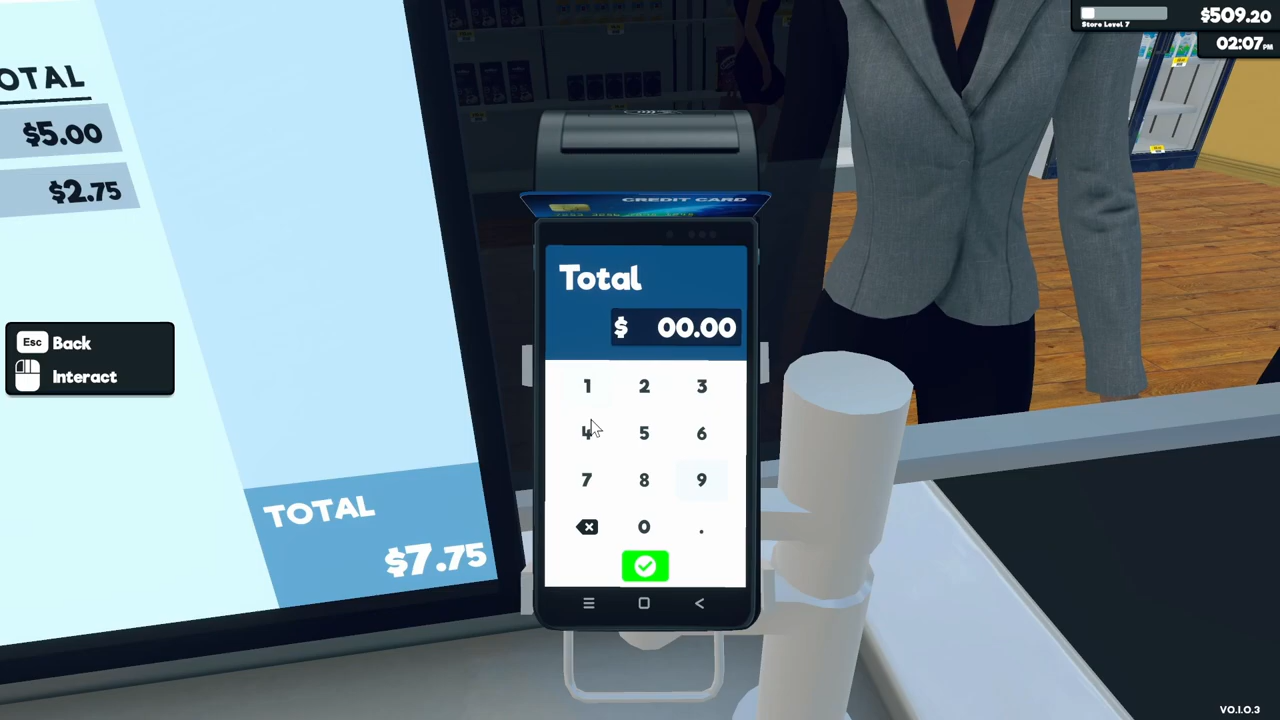 $509.20
Store Level 7
02:07PM
OTAL
$5.00
$2.75
CREDIT CARD
Total
$ 00.00
Esc Back
Interact
1 2 3
4 5 6
7 8 9
0 .
TOTAL
$7.75
V0.1.0.3